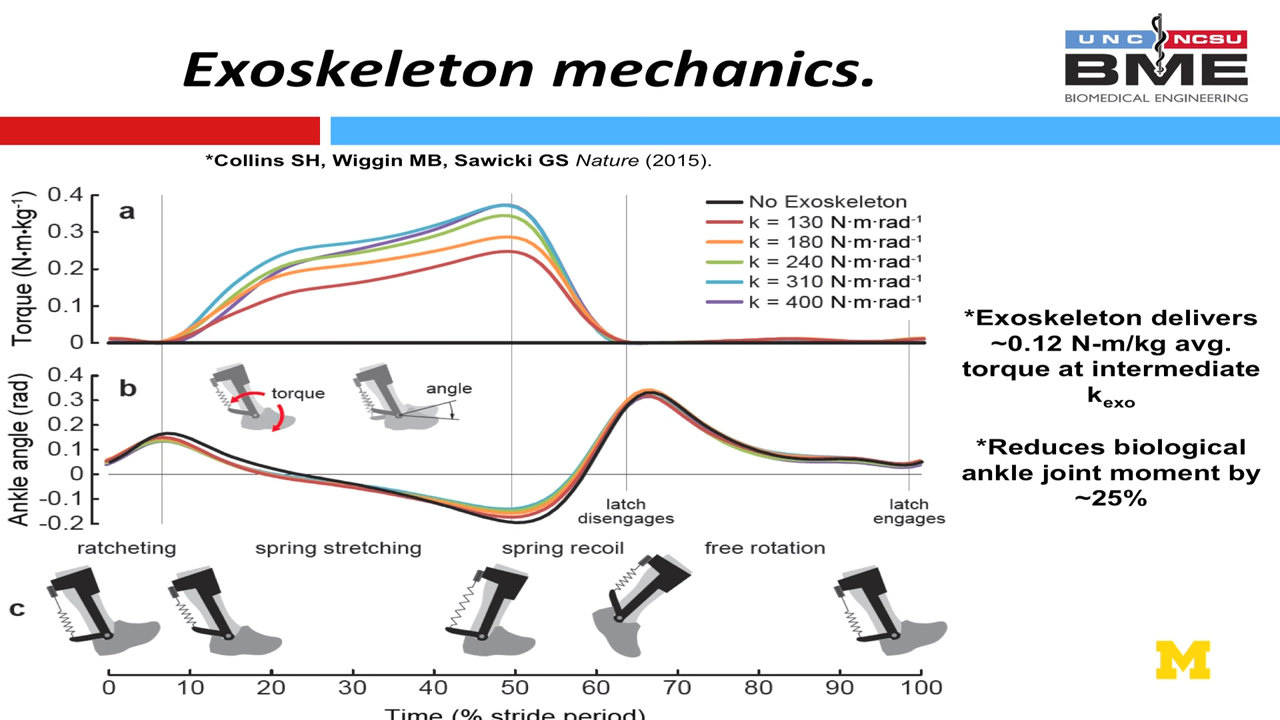 Exoskeleton mechanics.
UNC NCSU
BME
BIOMEDICAL ENGINEERING
*Collins SH, Wiggin MB, Sawicki GS Nature (2015).
a
Torque (N•m•kg⁻¹)
0.4
0.3
0.2
0.1
0
No Exoskeleton
k = 130 N·m·rad⁻¹
k = 180 N·m·rad⁻¹
k = 240 N·m·rad⁻¹
k = 310 N·m·rad⁻¹
k = 400 N·m·rad⁻¹
b
Ankle angle (rad)
0.4
0.3
0.2
0.1
0
-0.1
-0.2
torque
angle
latch
disengages
latch
engages
ratcheting
spring stretching
spring recoil
free rotation
c
0 10 20 30 40 50 60 70 80 90 100
Time (% stride period)
*Exoskeleton delivers
~0.12 N-m/kg avg.
torque at intermediate
kexo
*Reduces biological
ankle joint moment by
~25%
M